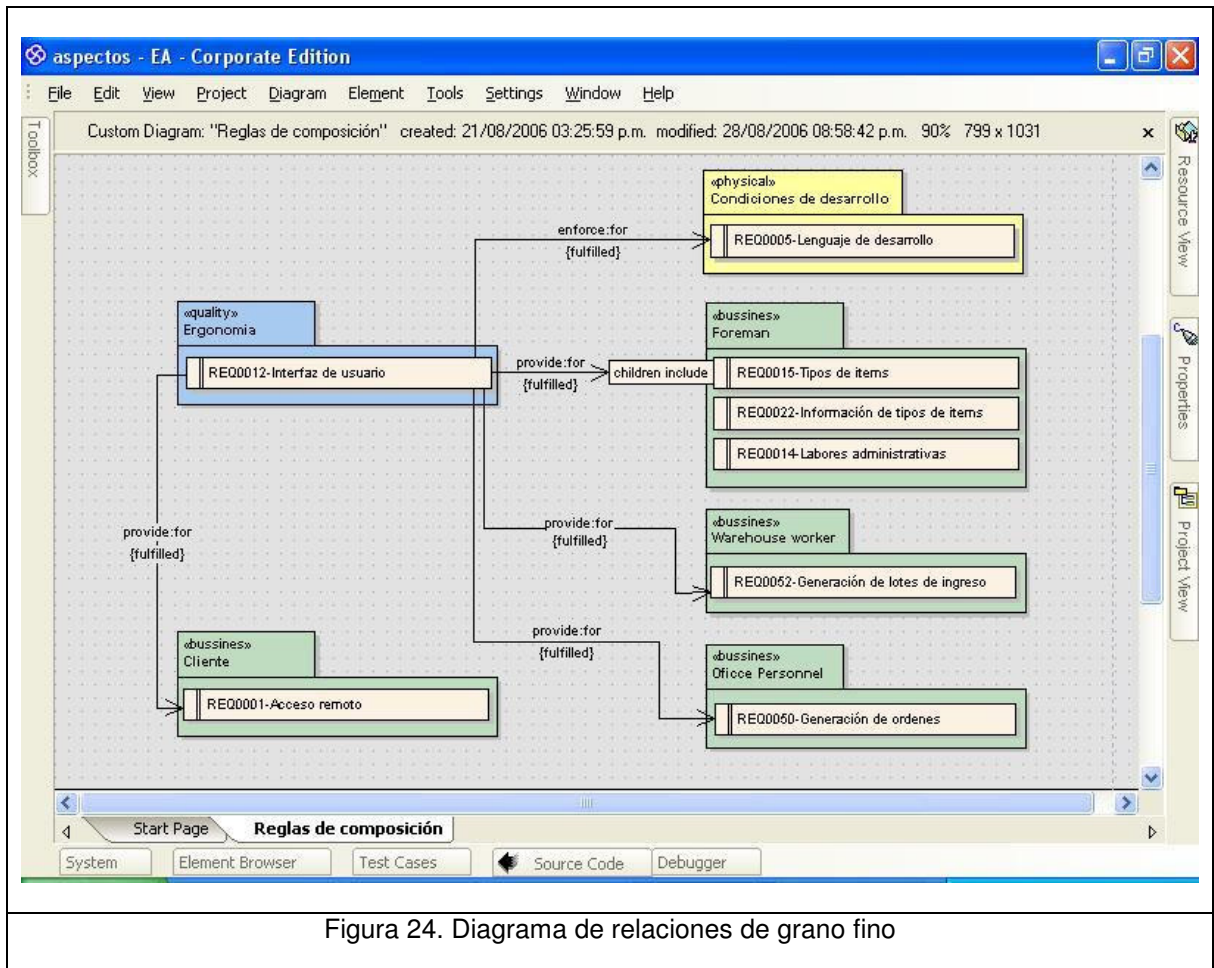 aspectos - EA - Corporate Edition
File Edit View Project Diagram Element Tools Settings Window Help
Toolbox
Custom Diagram: "Reglas de composición" created: 21/08/2006 03:25:59 p.m. modified: 28/08/2006 08:58:42 p.m. 90% 799 x 1031
Resource View
Properties
Project View
«physical»
Condiciones de desarrollo
REQ0005-Lenguaje de desarrollo
enforce:for
{fulfilled}
«quality»
Ergonomia
REQ0012-Interfaz de usuario
provide:for
{fulfilled}
children include
«bussines»
Foreman
REQ0015-Tipos de items
REQ0022-Información de tipos de items
REQ0014-Labores administrativas
provide:for
{fulfilled}
«bussines»
Warehouse worker
REQ0052-Generación de lotes de ingreso
provide:for
{fulfilled}
provide:for
{fulfilled}
«bussines»
Cliente
REQ0001-Acceso remoto
«bussines»
Oficce Personnel
REQ0050-Generación de ordenes
Start Page Reglas de composición
System Element Browser Test Cases Source Code Debugger
Figura 24. Diagrama de relaciones de grano fino